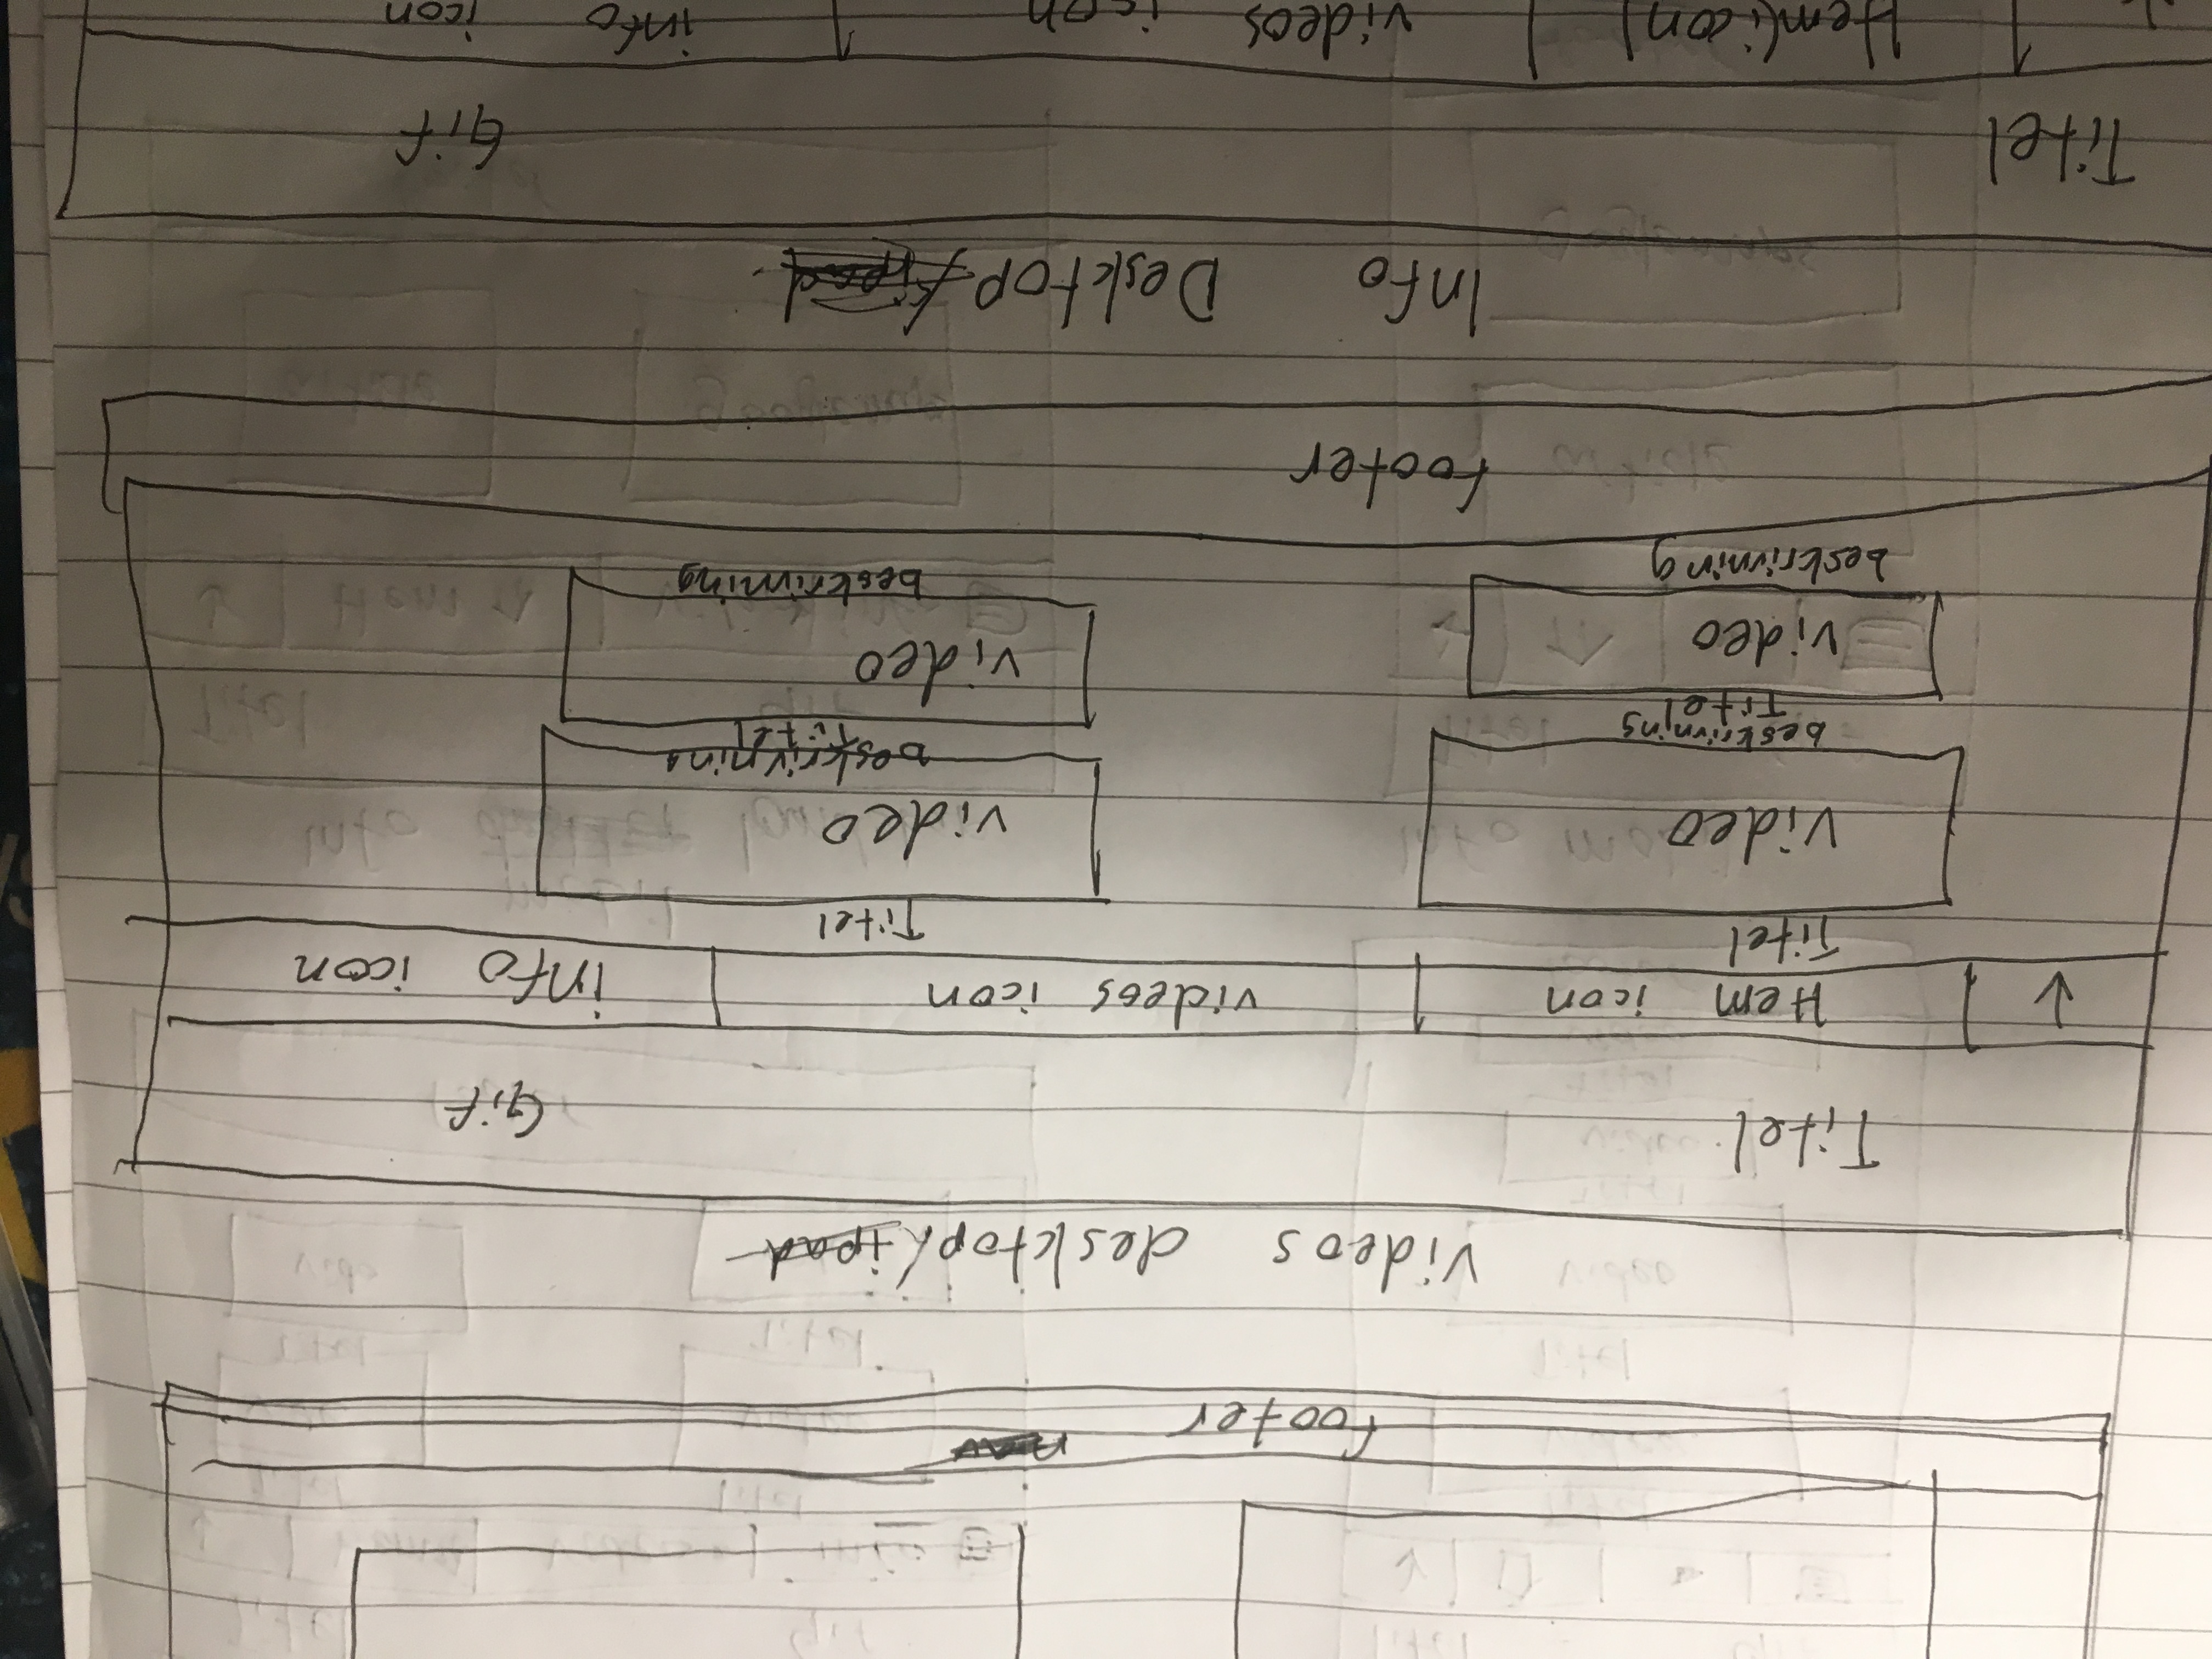 footer
Videos desktop/ipad
Titel Gif
Hem icon videos icon info icon
Titel Titel
Video video
beskrivning beskrivning
Titel Titel
video video
beskrivning beskrivning
footer
Info Desktop
Titel Gif
Hem(icon) videos icon info icon